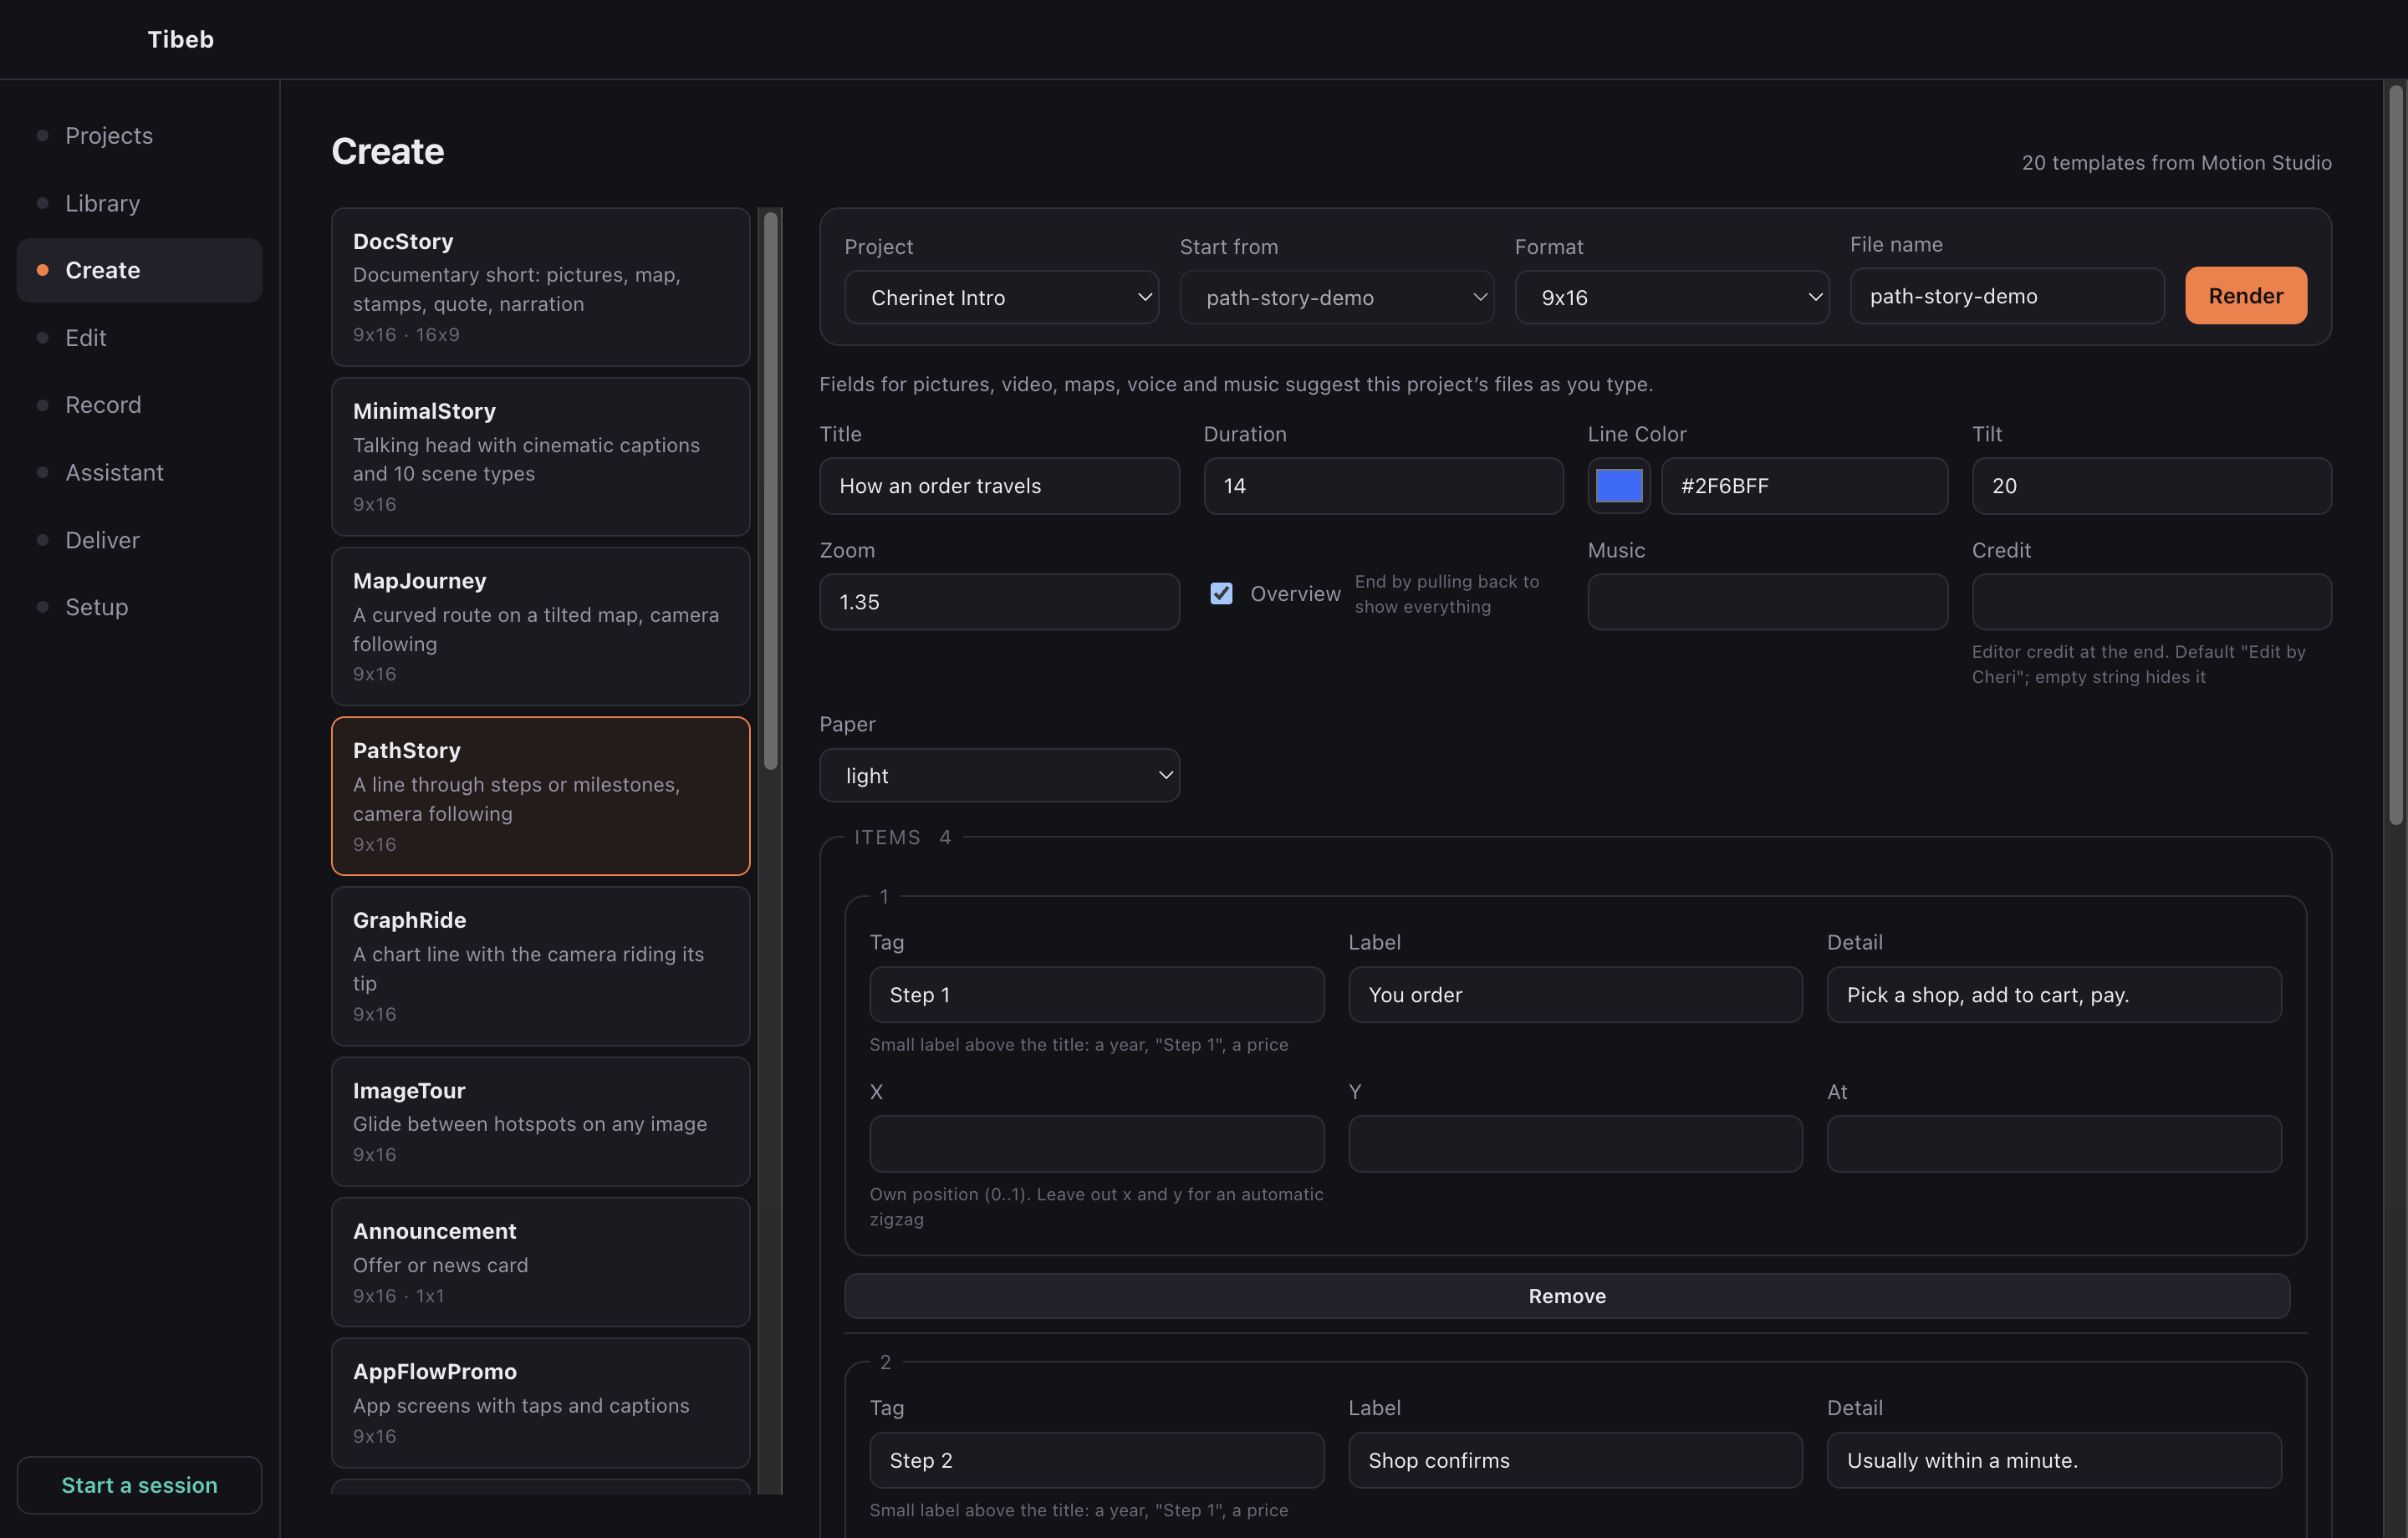 Tibeb
Projects
Library
Create
Edit
Record
Assistant
Deliver
Setup
Start a session
Create
20 templates from Motion Studio
DocStory
Documentary short: pictures, map,
stamps, quote, narration
9x16 · 16x9
MinimalStory
Talking head with cinematic captions
and 10 scene types
9x16
MapJourney
A curved route on a tilted map, camera
following
9x16
PathStory
A line through steps or milestones,
camera following
9x16
GraphRide
A chart line with the camera riding its
tip
9x16
ImageTour
Glide between hotspots on any image
9x16
Announcement
Offer or news card
9x16 · 1x1
AppFlowPromo
App screens with taps and captions
9x16
Project Start from Format File name
Cherinet Intro path-story-demo 9x16 path-story-demo Render
Fields for pictures, video, maps, voice and music suggest this project’s files as you type.
Title Duration Line Color Tilt
How an order travels 14 #2F6BFF 20
Zoom Music Credit
1.35 Overview End by pulling back to
show everything
Editor credit at the end. Default "Edit by
Cheri"; empty string hides it
Paper
light
ITEMS 4
1
Tag Label Detail
Step 1 You order Pick a shop, add to cart, pay.
Small label above the title: a year, "Step 1", a price
X Y At
Own position (0..1). Leave out x and y for an automatic
zigzag
Remove
2
Tag Label Detail
Step 2 Shop confirms Usually within a minute.
Small label above the title: a year, "Step 1", a price